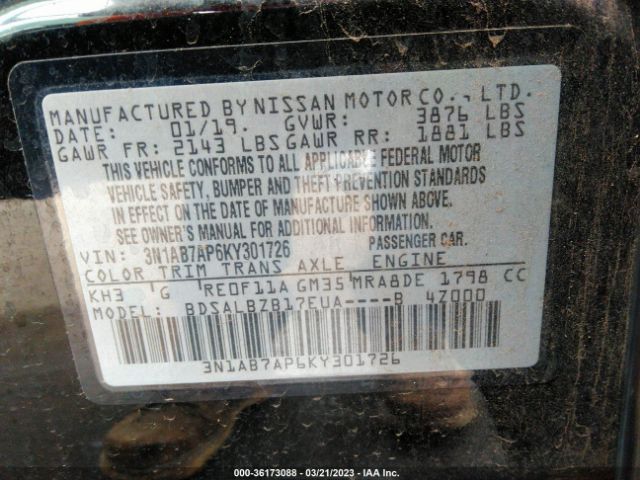 MANUFACTURED BY NISSAN MOTOR CO., LTD.
DATE: 01/19. GVWR: 3876 LBS
GAWR FR: 2143 LBS GAWR RR: 1881 LBS
THIS VEHICLE CONFORMS TO ALL APPLICABLE FEDERAL MOTOR
VEHICLE SAFETY, BUMPER AND THEFT PREVENTION STANDARDS
IN EFFECT ON THE DATE OF MANUFACTURE SHOWN ABOVE.
SEE OWNER'S MANUAL FOR ADDITIONAL INFORMATION.
VIN: 3N1AB7AP6KY301726 PASSENGER CAR.
COLOR TRIM TRANS AXLE ENGINE
KH3 G RE0F11A GM35 MRA8DE 1798 CC
MODEL: BDSALBZB17EUA----B 4Z000
3N1AB7AP6KY301726
000-36173088 - 03/21/2023 - IAA Inc.